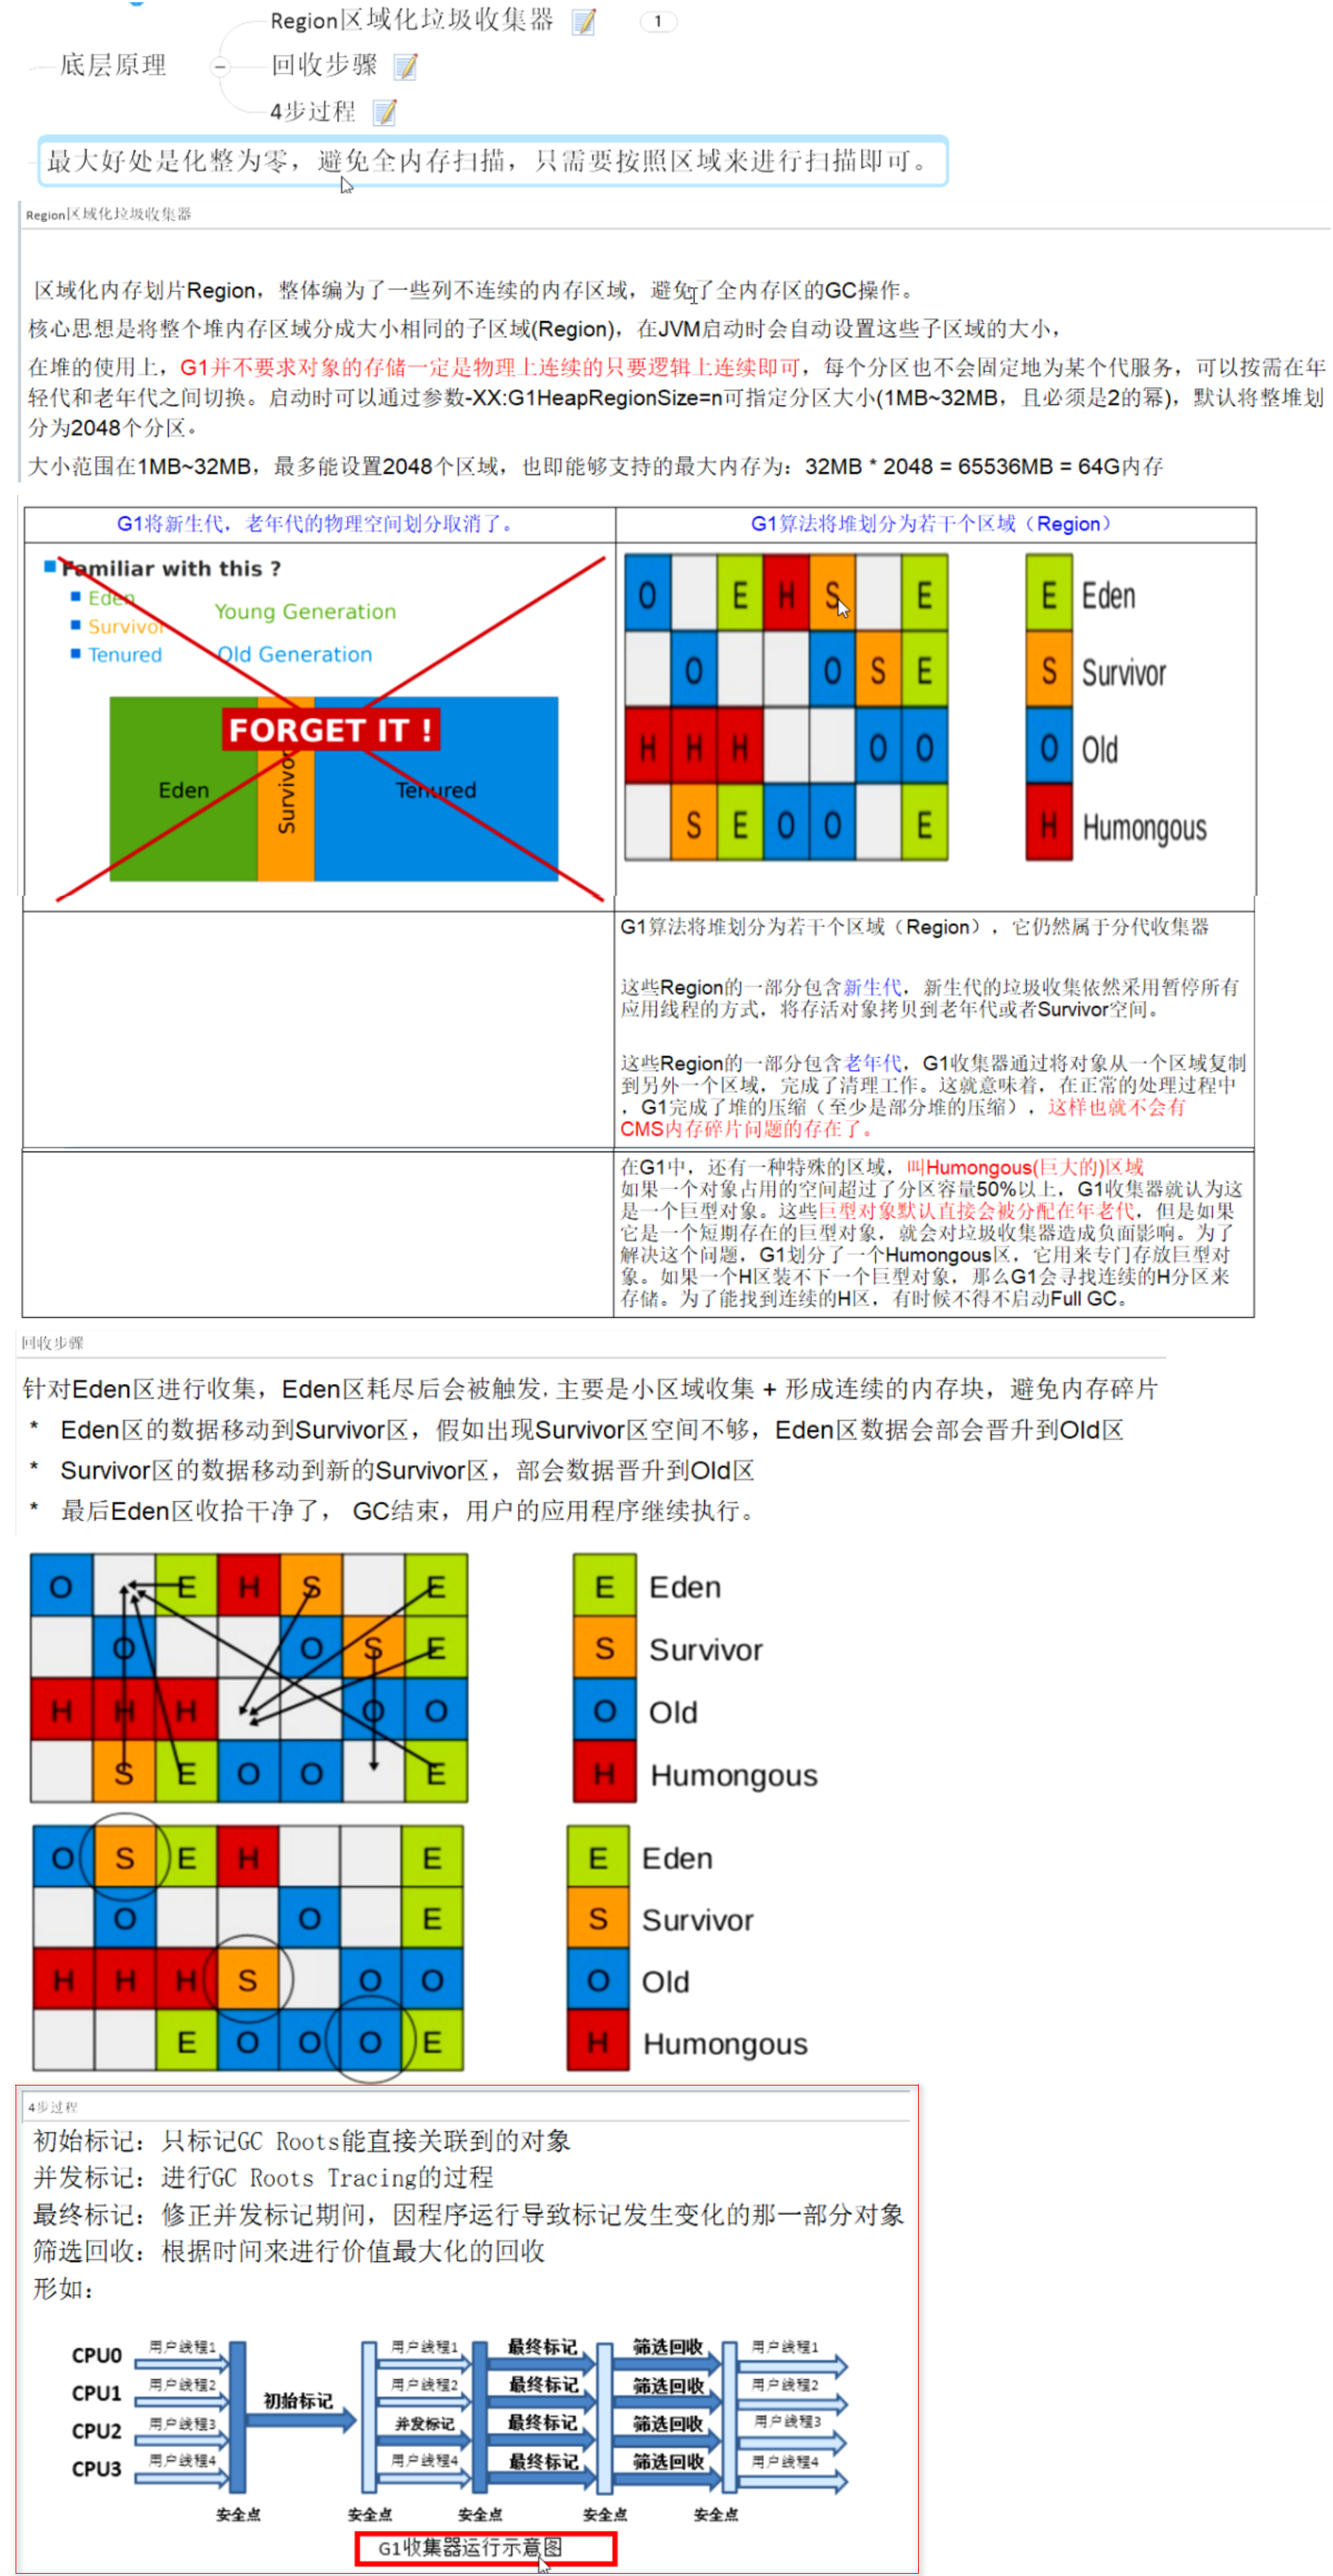 Region区域化垃圾收集器
1
底层原理
回收步骤
4步过程
最大好处是化整为零，避免全内存扫描，只需要按照区域来进行扫描即可。
Region区域化垃圾收集器
区域化内存划片Region，整体编为了一些列不连续的内存区域，避免了全内存区的GC操作。
核心思想是将整个堆内存区域分成大小相同的子区域(Region)，在JVM启动时会自动设置这些子区域的大小，
在堆的使用上，G1并不要求对象的存储一定是物理上连续的只要逻辑上连续即可，每个分区也不会固定地为某个代服务，可以按需在年
轻代和老年代之间切换。启动时可以通过参数-XX:G1HeapRegionSize=n可指定分区大小(1MB~32MB，且必须是2的幂)，默认将整堆划
分为2048个分区。
大小范围在1MB~32MB，最多能设置2048个区域，也即能够支持的最大内存为：32MB * 2048 = 65536MB = 64G内存
G1将新生代，老年代的物理空间划分取消了。
Familiar with this ?
Eden
Survivor
Tenured
Young Generation
Old Generation
FORGET IT !
Eden
Survivor
Tenured
G1算法将堆划分为若干个区域（Region）
O E H S E
O O S E
H H H O O
S E O O E
E Eden
S Survivor
O Old
H Humongous
G1算法将堆划分为若干个区域（Region），它仍然属于分代收集器
这些Region的一部分包含新生代，新生代的垃圾收集依然采用暂停所有
应用线程的方式，将存活对象拷贝到老年代或者Survivor空间。
这些Region的一部分包含老年代，G1收集器通过将对象从一个区域复制
到另外一个区域，完成了清理工作。这就意味着，在正常的处理过程中
，G1完成了堆的压缩（至少是部分堆的压缩），这样也就不会有
CMS内存碎片问题的存在了。
在G1中，还有一种特殊的区域，叫Humongous(巨大的)区域
如果一个对象占用的空间超过了分区容量50%以上，G1收集器就认为这
是一个巨型对象。这些巨型对象默认直接会被分配在年老代，但是如果
它是一个短期存在的巨型对象，就会对垃圾收集器造成负面影响。为了
解决这个问题，G1划分了一个Humongous区，它用来专门存放巨型对
象。如果一个H区装不下一个巨型对象，那么G1会寻找连续的H分区来
存储。为了能找到连续的H区，有时候不得不启动Full GC。
回收步骤
针对Eden区进行收集，Eden区耗尽后会被触发,主要是小区域收集 + 形成连续的内存块，避免内存碎片
* Eden区的数据移动到Survivor区，假如出现Survivor区空间不够，Eden区数据会部会晋升到Old区
* Survivor区的数据移动到新的Survivor区，部会数据晋升到Old区
* 最后Eden区收拾干净了， GC结束，用户的应用程序继续执行。
O E H S E
O O S E
H H H O O
S E O O E
E Eden
S Survivor
O Old
H Humongous
O S E H E
O O E
H H H S O O
E O O O E
E Eden
S Survivor
O Old
H Humongous
4步过程
初始标记：只标记GC Roots能直接关联到的对象
并发标记：进行GC Roots Tracing的过程
最终标记：修正并发标记期间，因程序运行导致标记发生变化的那一部分对象
筛选回收：根据时间来进行价值最大化的回收
形如：
CPU0 用户线程1 用户线程1 最终标记 筛选回收 用户线程1
CPU1 用户线程2 初始标记 用户线程2 最终标记 筛选回收 用户线程2
CPU2 用户线程3 并发标记 最终标记 筛选回收 用户线程3
CPU3 用户线程4 用户线程4 最终标记 筛选回收 用户线程4
安全点 安全点 安全点 安全点 安全点
G1收集器运行示意图